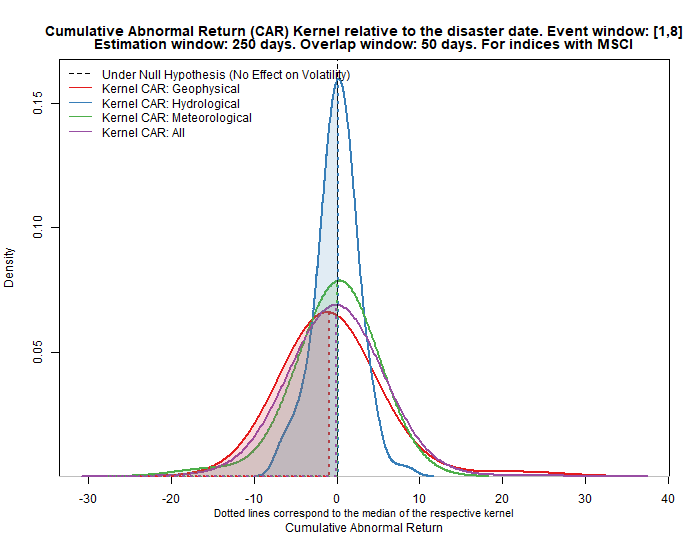 Cumulative Abnormal Return (CAR) Kernel relative to the disaster date. Event window: [1,8]
Estimation window: 250 days. Overlap window: 50 days. For indices with MSCI
Under Null Hypothesis (No Effect on Volatility)
Kernel CAR: Geophysical
Kernel CAR: Hydrological
Kernel CAR: Meteorological
Kernel CAR: All
Density
0.15
0.10
0.05
-30 -20 -10 0 10 20 30 40
Dotted lines correspond to the median of the respective kernel
Cumulative Abnormal Return